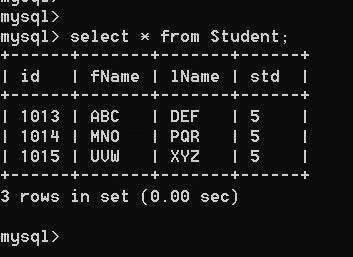 mysql>
mysql>
mysql> select * from Student;
+------+-------+-------+------+
| id   | fName | lName | std  |
+------+-------+-------+------+
| 1013 | ABC   | DEF   | 5    |
| 1014 | MNO   | PQR   | 5    |
| 1015 | UVW   | XYZ   | 5    |
+------+-------+-------+------+
3 rows in set (0.00 sec)
mysql>